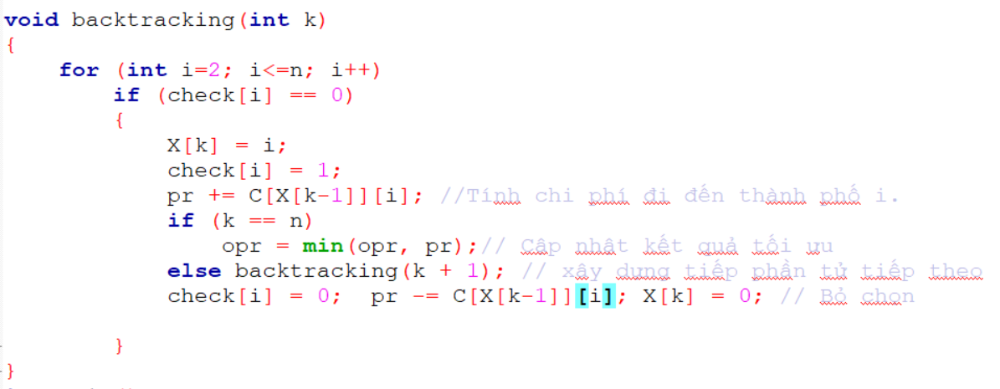 void backtracking(int k)
{
for (int i=2; i<=n; i++)
if (check[i] == 0)
{
X[k] = i;
check[i] = 1;
pr += C[X[k-1]][i]; //Tính chi phí đi đến thành phố i.
if (k == n)
opr = min(opr, pr);// Cập nhật kết quả tối ưu
else backtracking(k + 1); // xây dựng tiếp phần tử tiếp theo
check[i] = 0; pr -= C[X[k-1]][i]; X[k] = 0; // Bỏ chọn
}
}